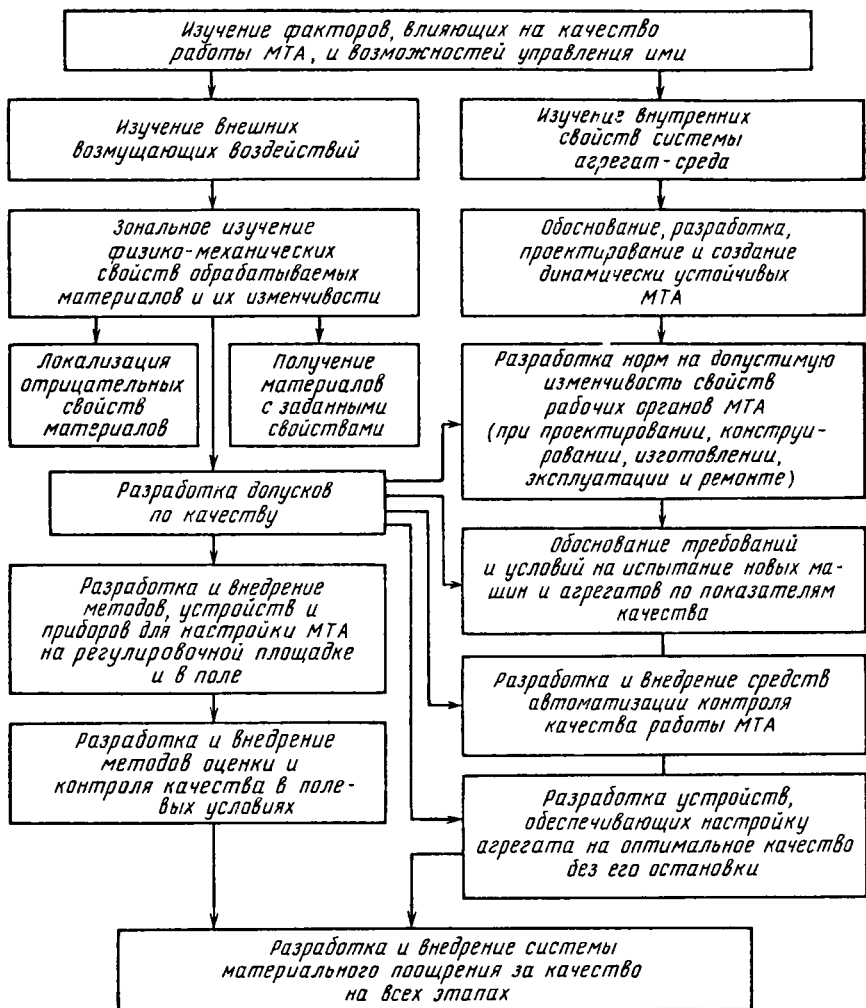 Изучение факторов, влияющих на качество
работы МТА, и возможностей управления ими
Изучение внешних
возмущающих воздействий
Изучение внутренних
свойств системы
агрегат-среда
Зональное изучение
физико-механических
свойств обрабатываемых
материалов и их изменчивости
Обоснование, разработка,
проектирование и создание
динамически устойчивых
МТА
Локализация
отрицательных
свойств
материалов
Получение
материалов
с заданными
свойствами
Разработка норм на допустимую
изменчивость свойств
рабочих органов МТА
(при проектировании, конструи-
ровании, изготовлении,
эксплуатации и ремонте)
Разработка допусков
по качеству
Обоснование требований
и условий на испытание новых ма-
шин и агрегатов по показателям
качества
Разработка и внедрение
методов, устройств и
приборов для настройки МТА
на регулировочной площадке
и в поле
Разработка и внедрение средств
автоматизации контроля
качества работы МТА
Разработка и внедрение
методов оценки и
контроля качества в поле-
вых условиях
Разработка устройств,
обеспечивающих настройку
агрегата на оптимальное качество
без его остановки
Разработка и внедрение системы
материального поощрения за качество
на всех этапах